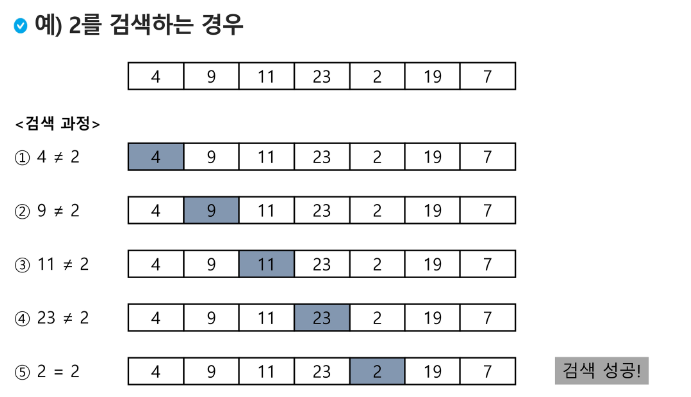 예) 2를 검색하는 경우
4 9 11 23 2 19 7
<검색 과정>
① 4 ≠ 2 4 9 11 23 2 19 7
② 9 ≠ 2 4 9 11 23 2 19 7
③ 11 ≠ 2 4 9 11 23 2 19 7
④ 23 ≠ 2 4 9 11 23 2 19 7
⑤ 2 = 2 4 9 11 23 2 19 7 검색 성공!